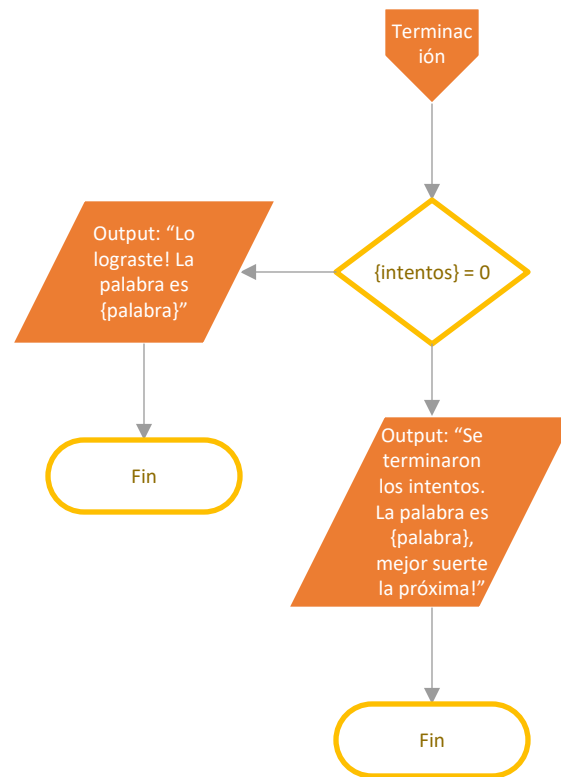 Terminac
ión
{intentos} = 0
Output: “Lo
lograste! La
palabra es
{palabra}”
Fin
Output: “Se
terminaron
los intentos.
La palabra es
{palabra},
mejor suerte
la próxima!”
Fin